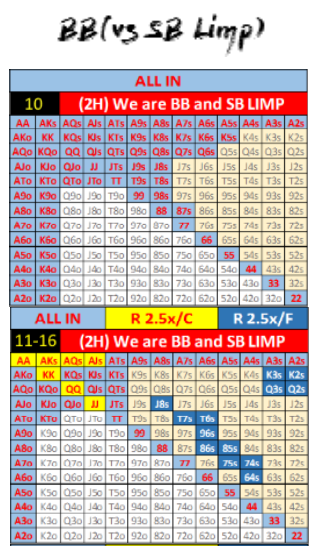 BB(vs SB Limp)
ALL IN
10 (2H) We are BB and SB LIMP
AA AKs AQs AJs ATs A9s A8s A7s A6s A5s A4s A3s A2s
AKo KK KQs KJs KTs K9s K8s K7s K6s K5s K4s K3s K2s
AQo KQo QQ QJs QTs Q9s Q8s Q7s Q6s Q5s Q4s Q3s Q2s
AJo KJo QJo JJ JTs J9s J8s J7s J6s J5s J4s J3s J2s
ATo KTo QTo JTo TT T9s T8s T7s T6s T5s T4s T3s T2s
A9o K9o Q9o J9o T9o 99 98s 97s 96s 95s 94s 93s 92s
A8o K8o Q8o J8o T8o 98o 88 87s 86s 85s 84s 83s 82s
A7o K7o Q7o J7o T7o 97o 87o 77 76s 75s 74s 73s 72s
A6o K6o Q6o J6o T6o 96o 86o 76o 66 65s 64s 63s 62s
A5o K5o Q5o J5o T5o 95o 85o 75o 65o 55 54s 53s 52s
A4o K4o Q4o J4o T4o 94o 84o 74o 64o 54o 44 43s 42s
A3o K3o Q3o J3o T3o 93o 83o 73o 63o 53o 43o 33 32s
A2o K2o Q2o J2o T2o 92o 82o 72o 62o 52o 42o 32o 22
ALL IN R 2.5x/C R 2.5x/F
11-16 (2H) We are BB and SB LIMP
AA AKs AQs AJs ATs A9s A8s A7s A6s A5s A4s A3s A2s
AKo KK KQs KJs KTs K9s K8s K7s K6s K5s K4s K3s K2s
AQo KQo QQ QJs QTs Q9s Q8s Q7s Q6s Q5s Q4s Q3s Q2s
AJo KJo QJo JJ JTs J9s J8s J7s J6s J5s J4s J3s J2s
ATo KTo QTo JTo TT T9s T8s T7s T6s T5s T4s T3s T2s
A9o K9o Q9o J9o T9o 99 98s 97s 96s 95s 94s 93s 92s
A8o K8o Q8o J8o T8o 98o 88 87s 86s 85s 84s 83s 82s
A7o K7o Q7o J7o T7o 97o 87o 77 76s 75s 74s 73s 72s
A6o K6o Q6o J6o T6o 96o 86o 76o 66 65s 64s 63s 62s
A5o K5o Q5o J5o T5o 95o 85o 75o 65o 55 54s 53s 52s
A4o K4o Q4o J4o T4o 94o 84o 74o 64o 54o 44 43s 42s
A3o K3o Q3o J3o T3o 93o 83o 73o 63o 53o 43o 33 32s
A2o K2o Q2o J2o T2o 92o 82o 72o 62o 52o 42o 32o 22